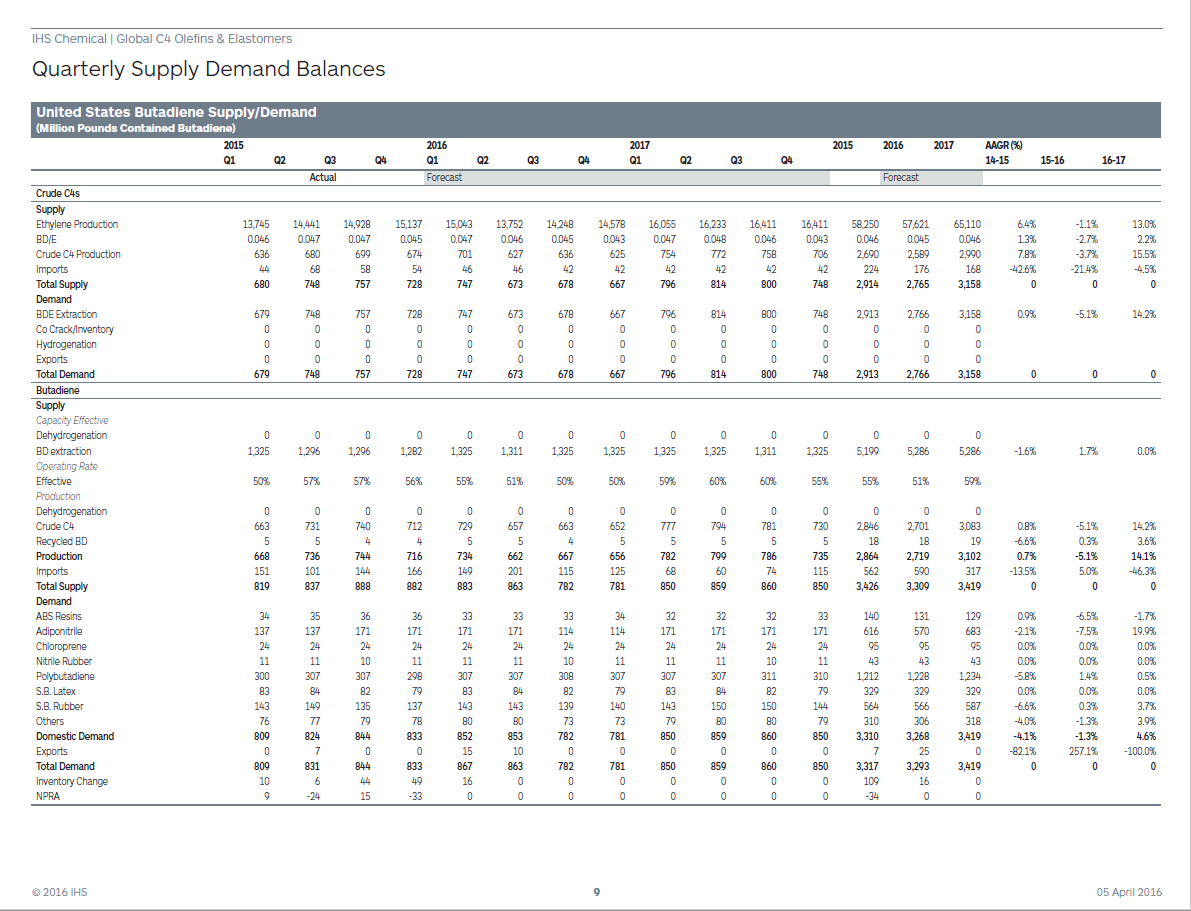 IHS Chemical | Global C4 Olefins & Elastomers
Quarterly Supply Demand Balances
United States Butadiene Supply/Demand
(Million Pounds Contained Butadiene)
2015 2016 2017 2015 2016 2017 AAGR (%)
Q1 Q2 Q3 Q4 Q1 Q2 Q3 Q4 Q1 Q2 Q3 Q4 14-15 15-16 16-17
Actual Forecast Forecast
Crude C4s
Supply
Ethylene Production 13,745 14,441 14,928 15,137 15,043 13,752 14,248 14,578 16,055 16,233 16,411 16,411 58,250 57,621 65,110 6.4% -1.1% 13.0%
BD/E 0.046 0.047 0.047 0.045 0.047 0.046 0.045 0.043 0.047 0.048 0.046 0.043 0.046 0.045 0.046 1.3% -2.7% 2.2%
Crude C4 Production 636 680 699 674 701 627 636 625 754 772 758 706 2,690 2,589 2,990 7.8% -3.7% 15.5%
Imports 44 68 58 54 46 46 42 42 42 42 42 42 224 176 168 -42.6% -21.4% -4.5%
Total Supply 680 748 757 728 747 673 678 667 796 814 800 748 2,914 2,765 3,158 0 0 0
Demand
BDE Extraction 679 748 757 728 747 673 678 667 796 814 800 748 2,913 2,766 3,158 0.9% -5.1% 14.2%
Co Crack/Inventory 0 0 0 0 0 0 0 0 0 0 0 0 0 0 0
Hydrogenation 0 0 0 0 0 0 0 0 0 0 0 0 0 0 0
Exports 0 0 0 0 0 0 0 0 0 0 0 0 0 0 0
Total Demand 679 748 757 728 747 673 678 667 796 814 800 748 2,913 2,766 3,158 0 0 0
Butadiene
Supply
Capacity Effective
Dehydrogenation 0 0 0 0 0 0 0 0 0 0 0 0 0 0 0
BD extraction 1,325 1,296 1,296 1,282 1,325 1,311 1,325 1,325 1,325 1,325 1,311 1,325 5,199 5,286 5,286 -1.6% 1.7% 0.0%
Operating Rate
Effective 50% 57% 57% 56% 55% 51% 50% 50% 59% 60% 60% 55% 55% 51% 59%
Production
Dehydrogenation 0 0 0 0 0 0 0 0 0 0 0 0 0 0 0
Crude C4 663 731 740 712 729 657 663 652 777 794 781 730 2,846 2,701 3,083 0.8% -5.1% 14.2%
Recycled BD 5 5 4 4 5 5 4 5 5 5 5 5 18 18 19 -6.6% 0.3% 3.6%
Production 668 736 744 716 734 662 667 656 782 799 786 735 2,864 2,719 3,102 0.7% -5.1% 14.1%
Imports 151 101 144 166 149 201 115 125 68 60 74 115 562 590 317 -13.5% 5.0% -46.3%
Total Supply 819 837 888 882 883 863 782 781 850 859 860 850 3,426 3,309 3,419 0 0 0
Demand
ABS Resins 34 35 36 36 33 33 33 34 32 32 32 33 140 131 129 0.9% -6.5% -1.7%
Adiponitrile 137 137 171 171 171 171 114 114 171 171 171 171 616 570 683 -2.1% -7.5% 19.9%
Chloroprene 24 24 24 24 24 24 24 24 24 24 24 24 95 95 95 0.0% 0.0% 0.0%
Nitrile Rubber 11 11 10 11 11 11 10 11 11 11 10 11 43 43 43 0.0% 0.0% 0.0%
Polybutadiene 300 307 307 298 307 307 308 307 307 307 311 310 1,212 1,228 1,234 -5.8% 1.4% 0.5%
S.B. Latex 83 84 82 79 83 84 82 79 83 84 82 79 329 329 329 0.0% 0.0% 0.0%
S.B. Rubber 143 149 135 137 143 143 139 140 143 150 150 144 564 566 587 -6.6% 0.3% 3.7%
Others 76 77 79 78 80 80 73 73 79 80 80 79 310 306 318 -4.0% -1.3% 3.9%
Domestic Demand 809 824 844 833 852 853 782 781 850 859 860 850 3,310 3,268 3,419 -4.1% -1.3% 4.6%
Exports 0 7 0 0 15 10 0 0 0 0 0 0 7 25 0 -82.1% 257.1% -100.0%
Total Demand 809 831 844 833 867 863 782 781 850 859 860 850 3,317 3,293 3,419 0 0 0
Inventory Change 10 6 44 49 16 0 0 0 0 0 0 0 109 16 0
NPRA 9 -24 15 -33 0 0 0 0 0 0 0 0 -34 0 0
© 2016 IHS 9 05 April 2016